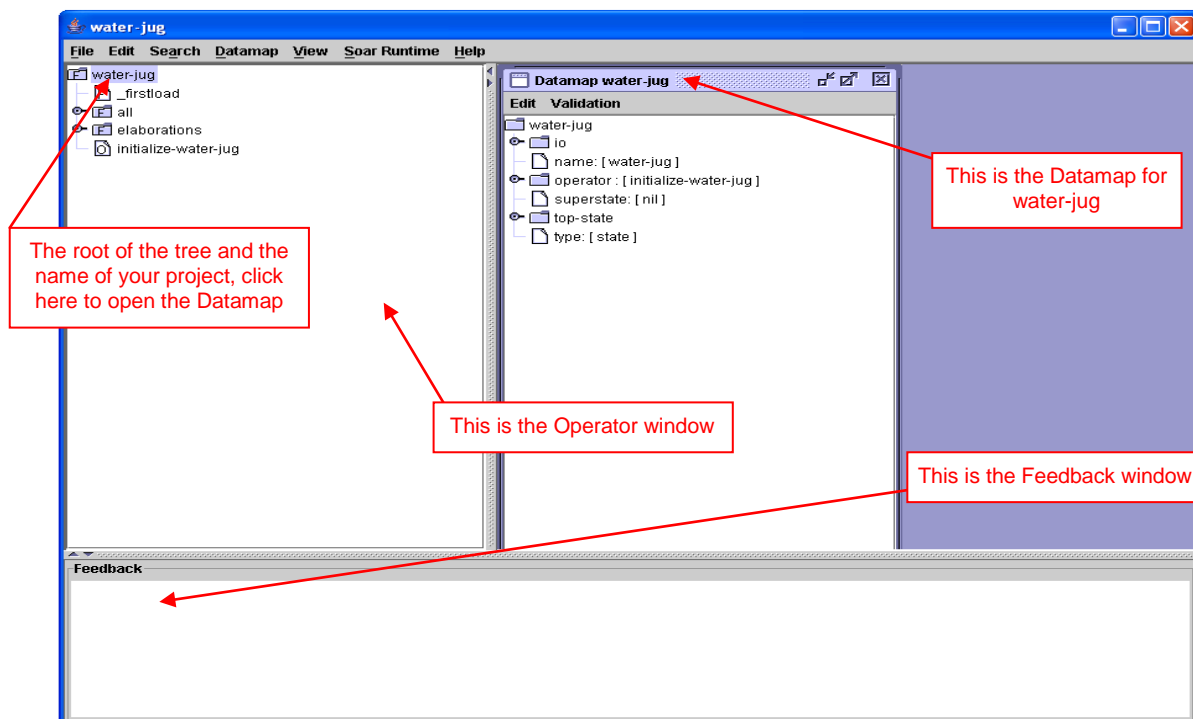 water-jug
File Edit Search Datamap View Soar Runtime Help
water-jug
_firstload
all
elaborations
initialize-water-jug
Datamap water-jug
Edit Validation
water-jug
io
name: [ water-jug ]
operator : [ initialize-water-jug ]
superstate: [ nil ]
top-state
type: [ state ]
This is the Datamap for
water-jug
The root of the tree and the
name of your project, click
here to open the Datamap
This is the Operator window
This is the Feedback window
Feedback